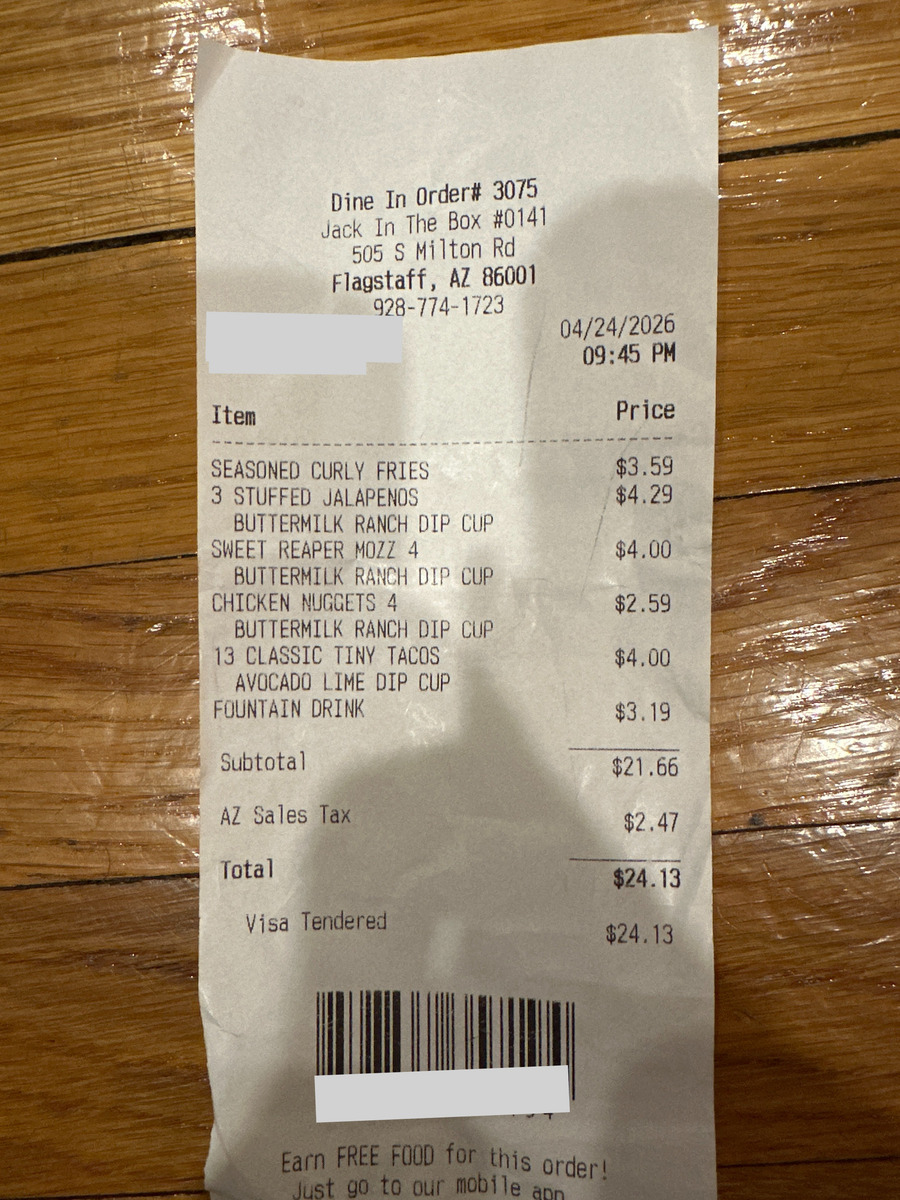 Dine In Order# 3075
Jack In The Box #0141
505 S Milton Rd
Flagstaff, AZ 86001
928-774-1723
04/24/2026
09:45 PM
Item Price
SEASONED CURLY FRIES $3.59
3 STUFFED JALAPENOS $4.29
BUTTERMILK RANCH DIP CUP
SWEET REAPER MOZZ 4 $4.00
BUTTERMILK RANCH DIP CUP
CHICKEN NUGGETS 4 $2.59
BUTTERMILK RANCH DIP CUP
13 CLASSIC TINY TACOS $4.00
AVOCADO LIME DIP CUP
FOUNTAIN DRINK $3.19
Subtotal $21.66
AZ Sales Tax $2.47
Total $24.13
Visa Tendered $24.13
Earn FREE FOOD for this order!
Just go to our mobile app